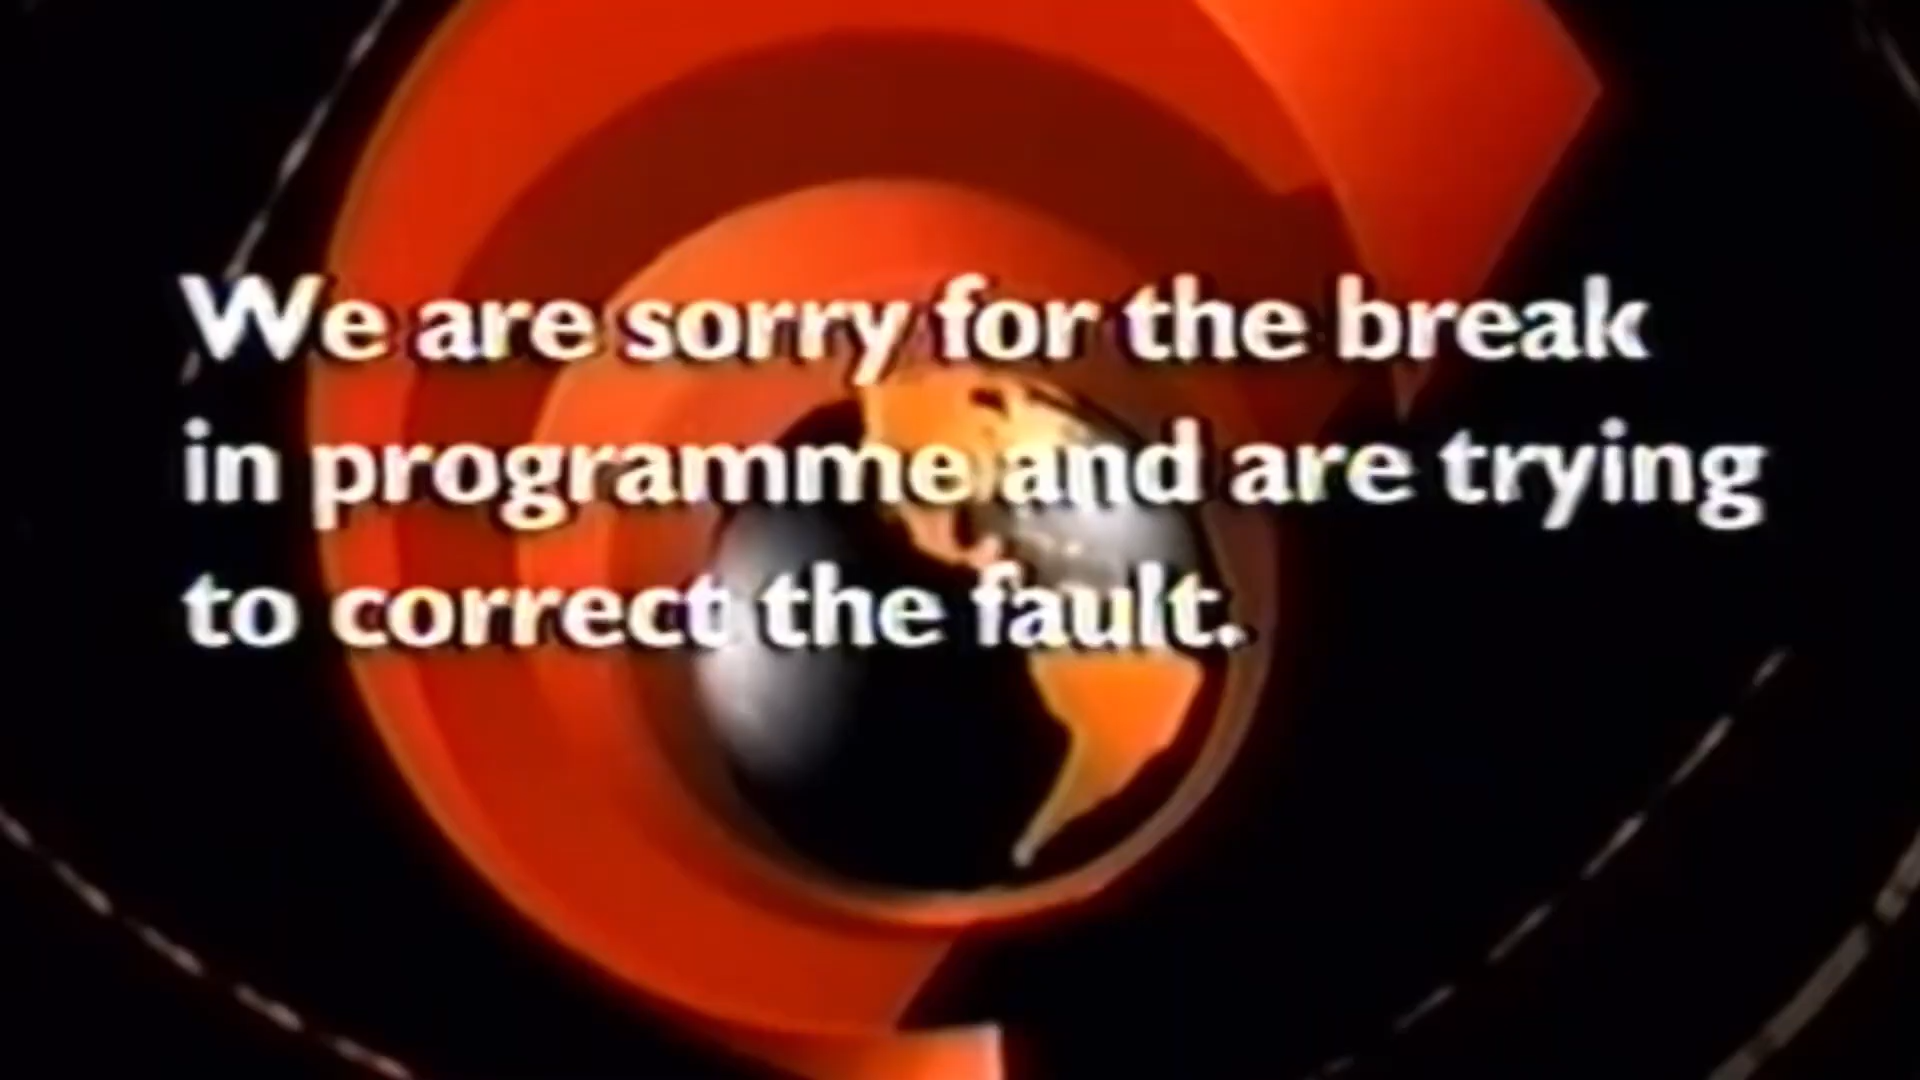 We are sorry for the break
in programme and are trying
to correct the fault.